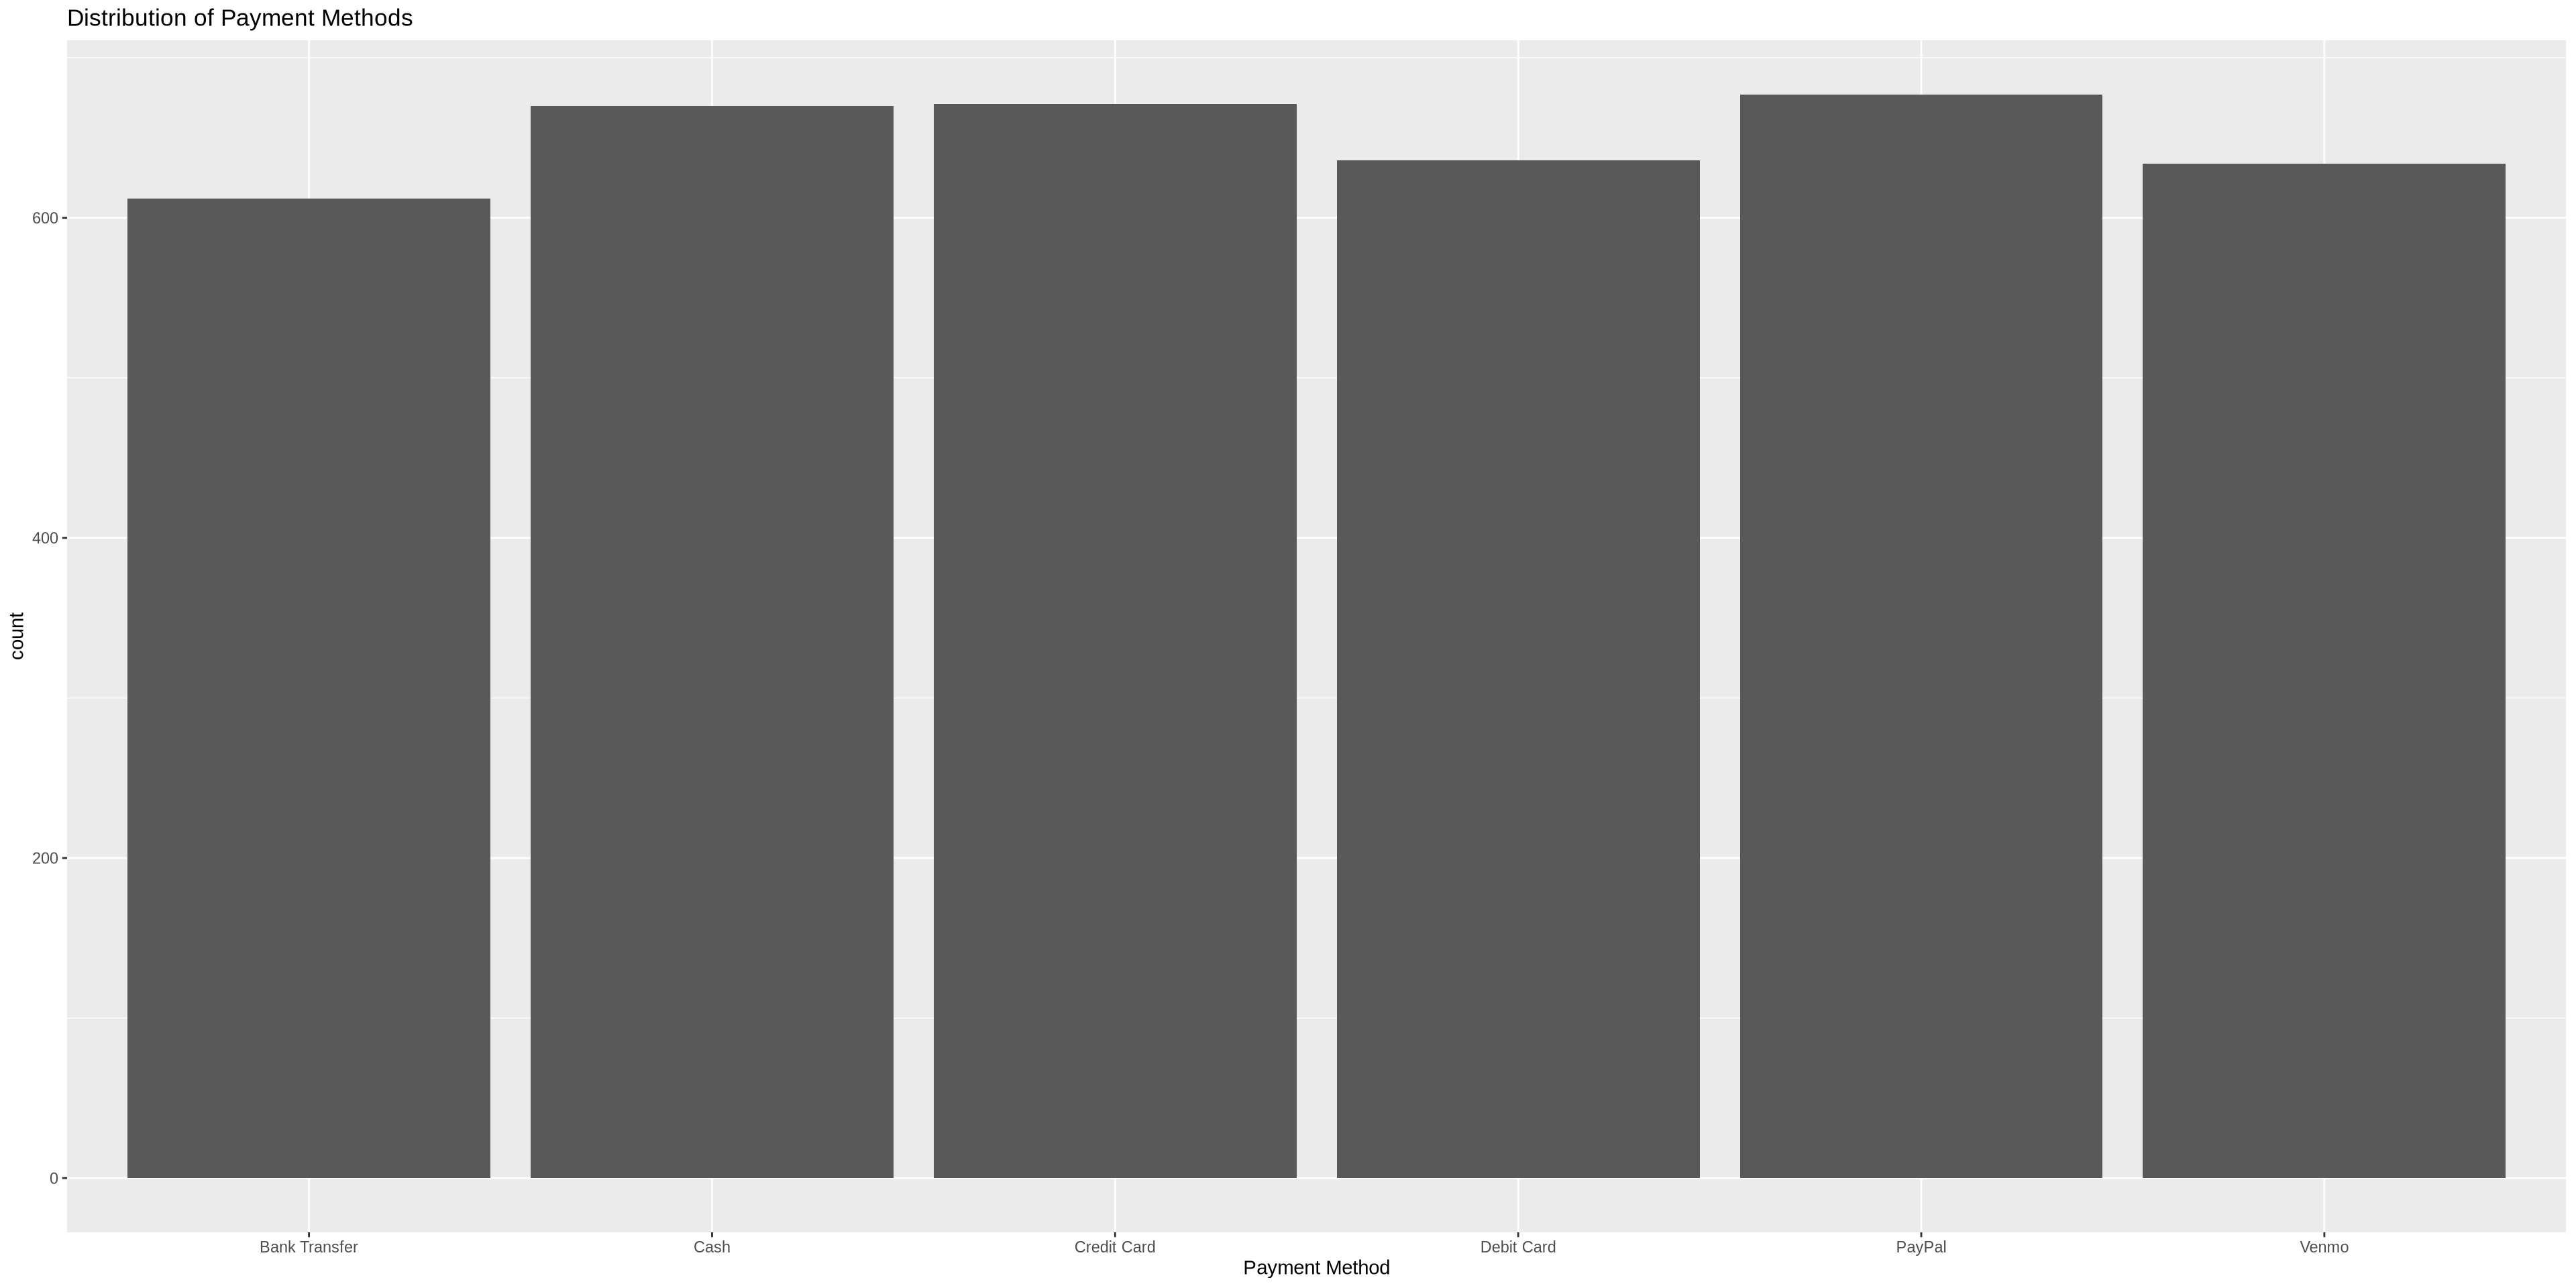 Distribution of Payment Methods
600
400
200
0
count
Bank Transfer
Cash
Credit Card
Debit Card
PayPal
Venmo
Payment Method